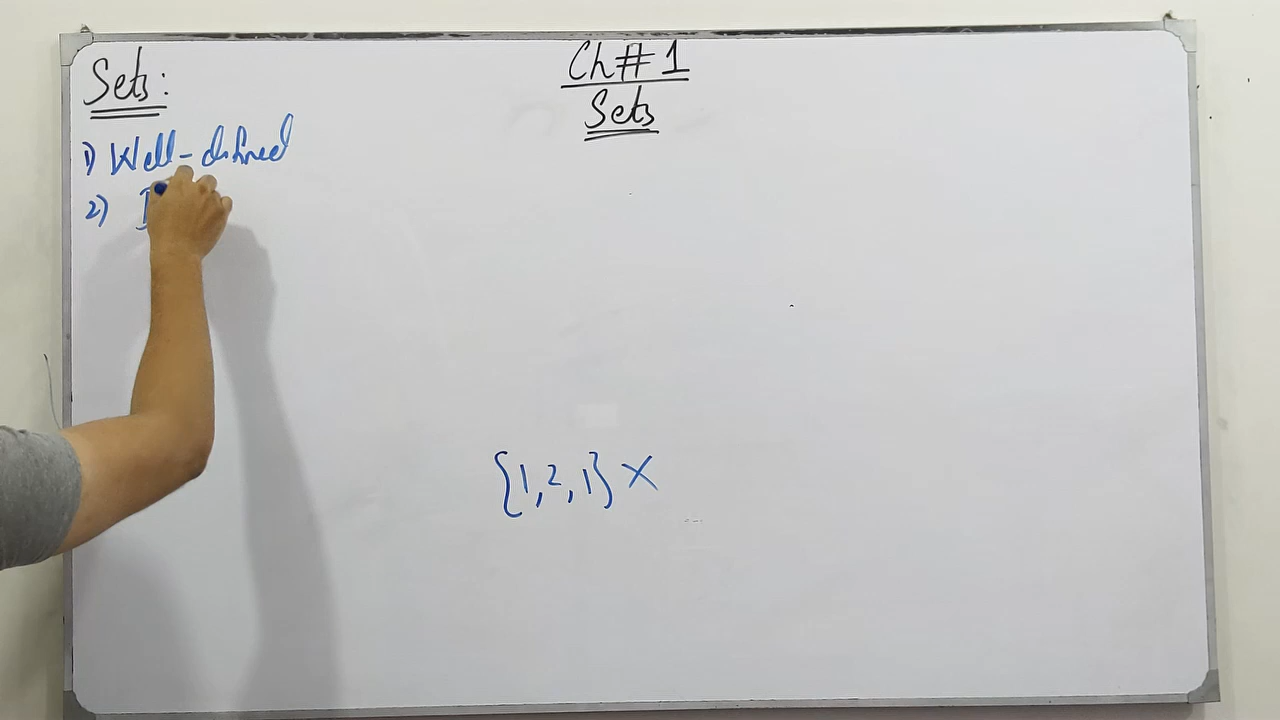 Ch # 1
Sets
Sets:
1) Well-defined
2)
{1, 2, 1} X